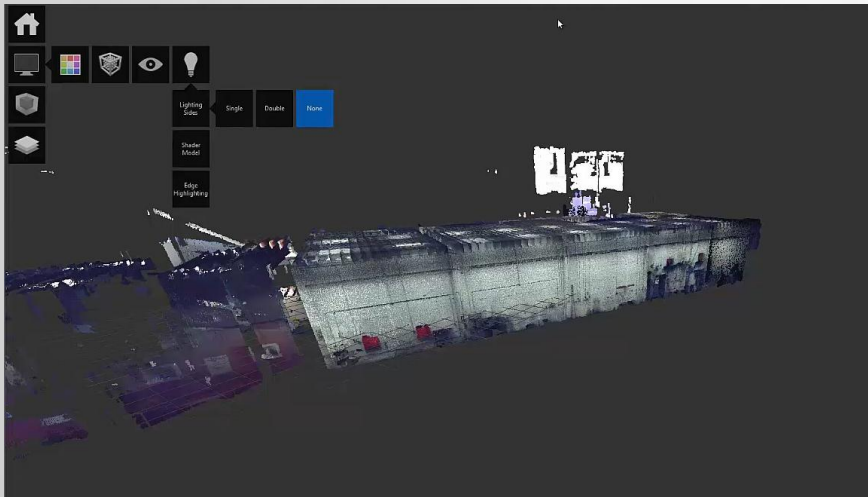 Lighting
Sides
Single
Double
None
Shader
Model
Edge
Highlighting